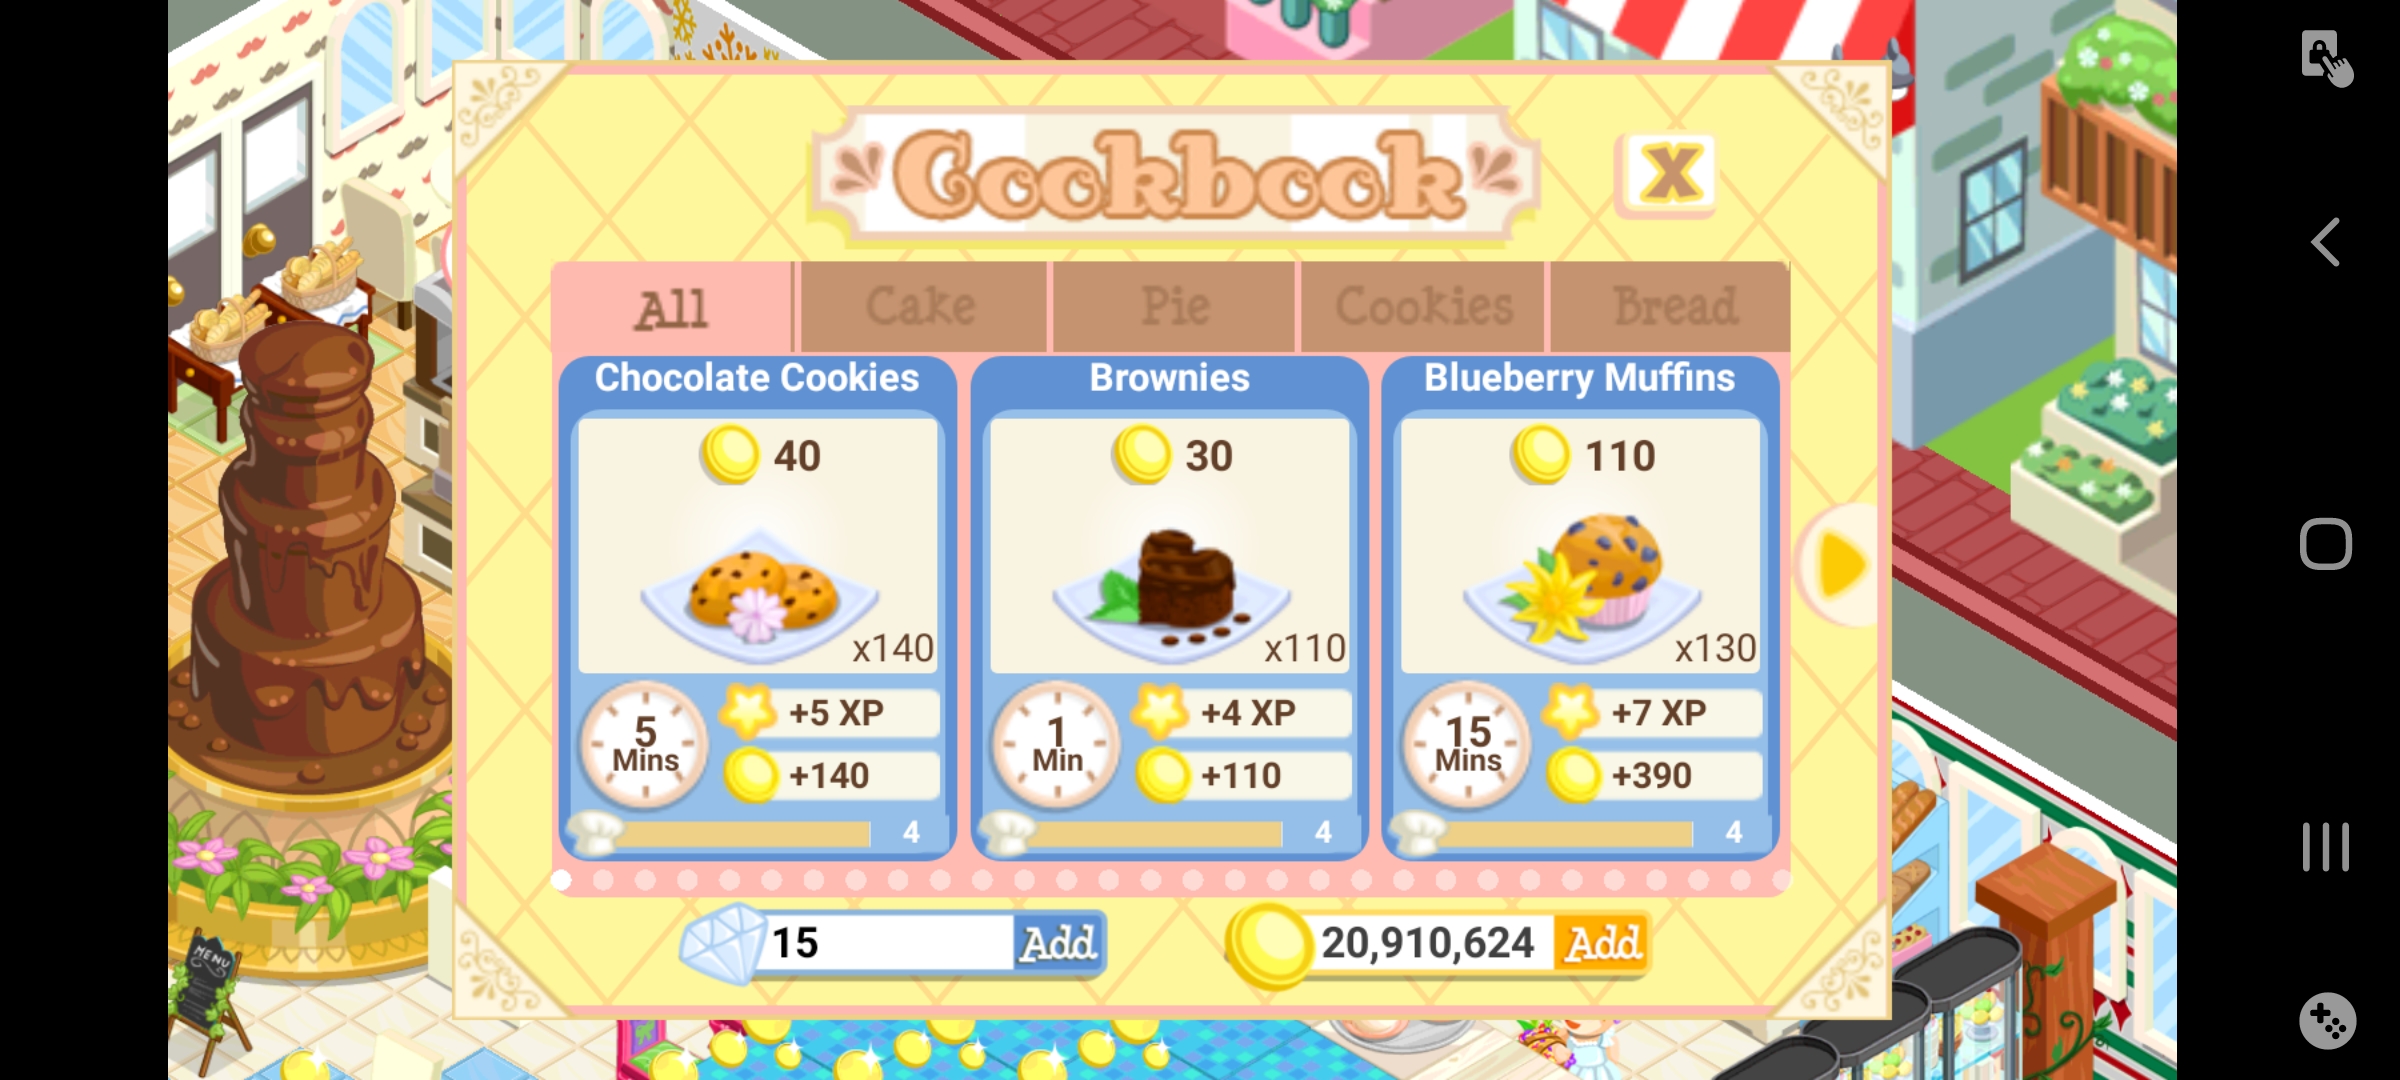 Cookbook
X
All Cake Pie Cookies Bread
Chocolate Cookies
40
x140
5 Mins
+5 XP
+140
4
Brownies
30
x110
1 Min
+4 XP
+110
4
Blueberry Muffins
110
x130
15 Mins
+7 XP
+390
4
15 Add
20,910,624 Add
MENU